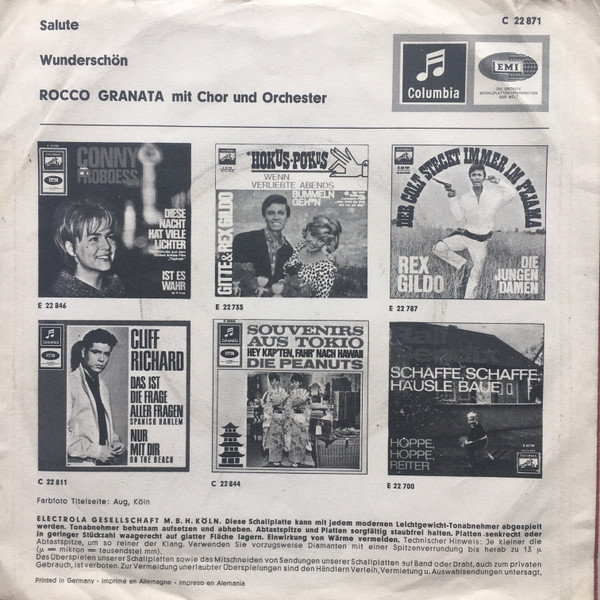 Salute
C 22 871
Wunderschön
ROCCO GRANATA mit Chor und Orchester
Columbia
EMI
DIE GRÖSSTE
SCHALLPLATTENORGANISATION
DER WELT
CONNY
FROBOESS
DIESE
NACHT
HAT VIELE
LICHTER
IST ES
WAHR
E 22 846
"HOKUS-POKUS"
WENN
VERLIEBTE ABENDS
BUMMELN
GEH'N
GITTE & REX GILDO
E 22 733
DER COLT STECKT IMMER IM PYJAMA
REX
GILDO
DIE
JUNGEN
DAMEN
E 22 787
Columbia
CLIFF
RICHARD
DAS IST
DIE FRAGE
ALLER FRAGEN
SPANISH HARLEM
NUR
MIT DIR
ON THE BEACH
C 22 811
SOUVENIRS
AUS TOKIO
HEY KÄP'TEN, FAHR' NACH HAWAII
DIE PEANUTS
C 22 844
SCHAFFE, SCHAFFE,
HÄUSLE BAUE
HOPPE,
HOPPE,
REITER
E 22 700
Farbfoto Titelseite: Aug, Köln
ELECTROLA GESELLSCHAFT M. B. H. KÖLN. Diese Schallplatte kann mit jedem modernen Leichtgewicht-Tonabnehmer abgespielt
werden. Tonabnehmer behutsam aufsetzen und abheben. Abtastspitze und Platten sorgfältig staubfrei halten. Platten senkrecht oder
in geringer Stückzahl waagerecht auf glatter Fläche lagern. Einwirkung von Wärme vermeiden. Technischer Hinweis: Je kleiner die
Abtastspitze, um so reiner der Klang. Verwenden Sie vorzugsweise Diamanten mit einer Spitzenverrundung bis herab zu 13 µ
(µ = mikron = tausendstel mm).
Das Überspielen unserer Schallplatten sowie das Mitschneiden von Sendungen unserer Schallplatten auf Band oder Draht, auch zum privaten
Gebrauch, ist verboten. Zur Vermeidung unerlaubter Überspielungen sind den Händlern Verleih, Vermietung u. Auswahlsendungen untersagt.
Printed in Germany - Imprimé en Allemagne - Impreso en Alemania